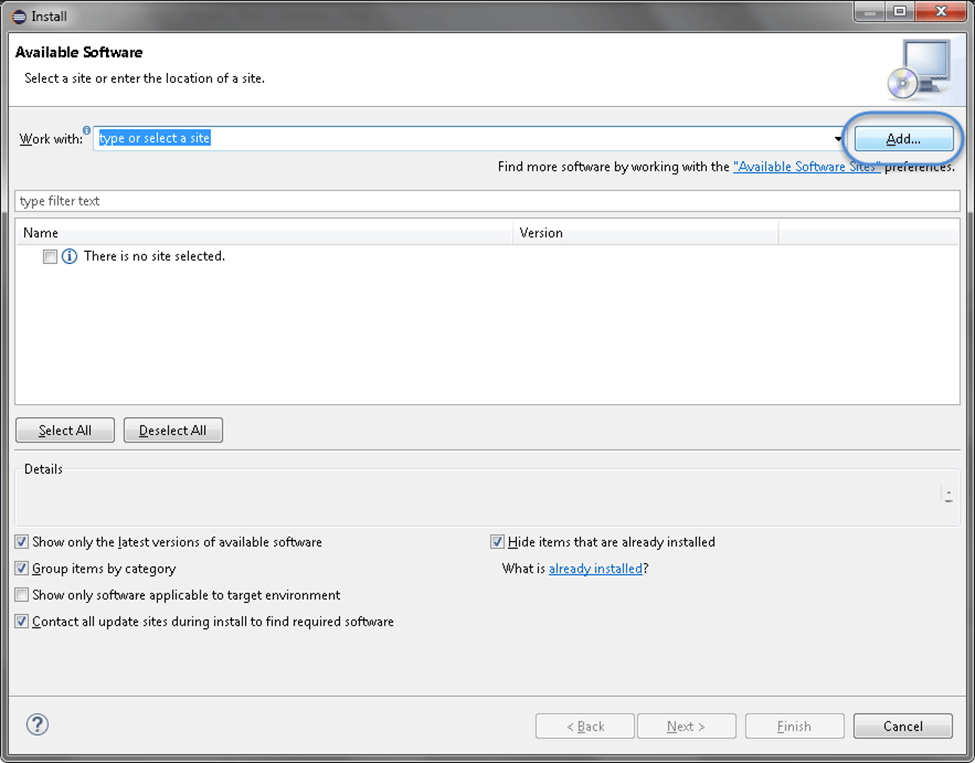 Install
Available Software
Select a site or enter the location of a site.
Work with: type or select a site Add...
Find more software by working with the "Available Software Sites" preferences.
type filter text
Name Version
There is no site selected.
Select All Deselect All
Details
Show only the latest versions of available software Hide items that are already installed
Group items by category What is already installed?
Show only software applicable to target environment
Contact all update sites during install to find required software
< Back Next > Finish Cancel